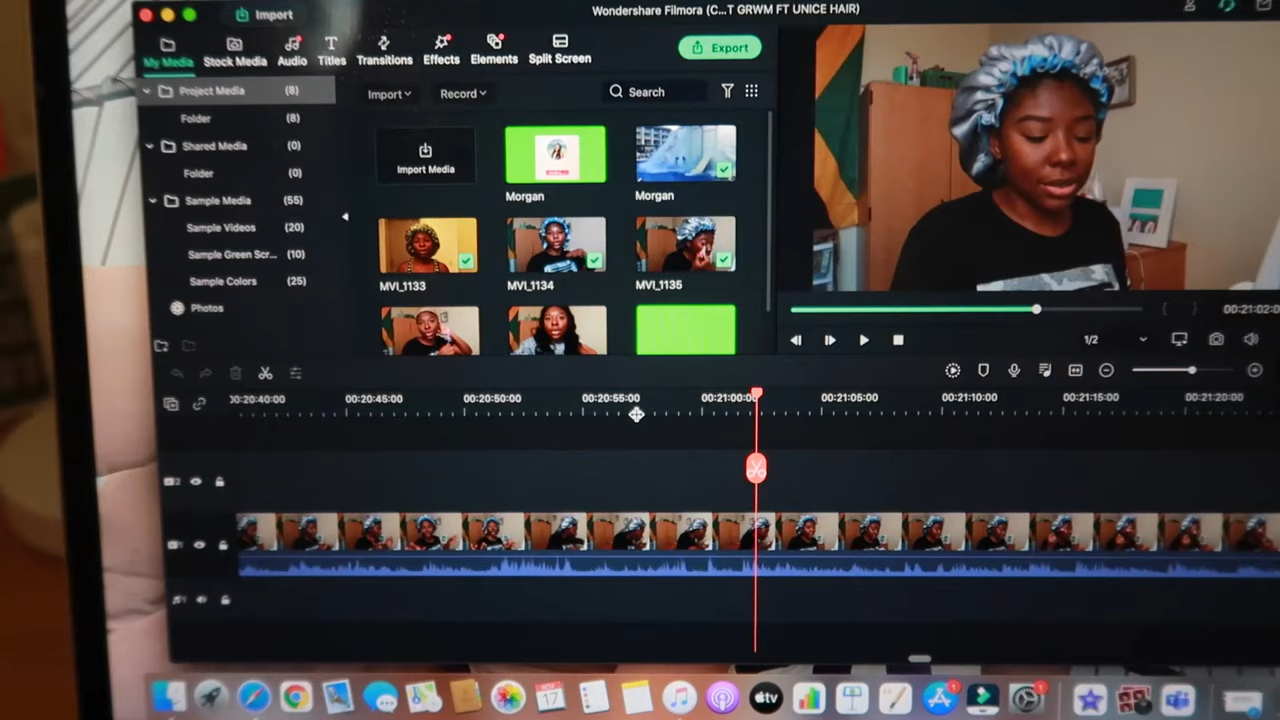 Import
Wondershare Filmora (C...T GRWM FT UNICE HAIR)
My Media
Stock Media
Audio
Titles
Transitions
Effects
Elements
Split Screen
Export
Project Media (8)
Import
Record
Search
Folder (8)
Shared Media (0)
Folder (0)
Sample Media (55)
Sample Videos (20)
Sample Green Scr... (10)
Sample Colors (25)
Photos
Import Media
Morgan
Morgan
MVI_1133
MVI_1134
MVI_1135
00:21:02:0
1/2
00:20:40:00
00:20:45:00
00:20:50:00
00:20:55:00
00:21:00:00
00:21:05:00
00:21:10:00
00:21:15:00
00:21:20:00
17
tv